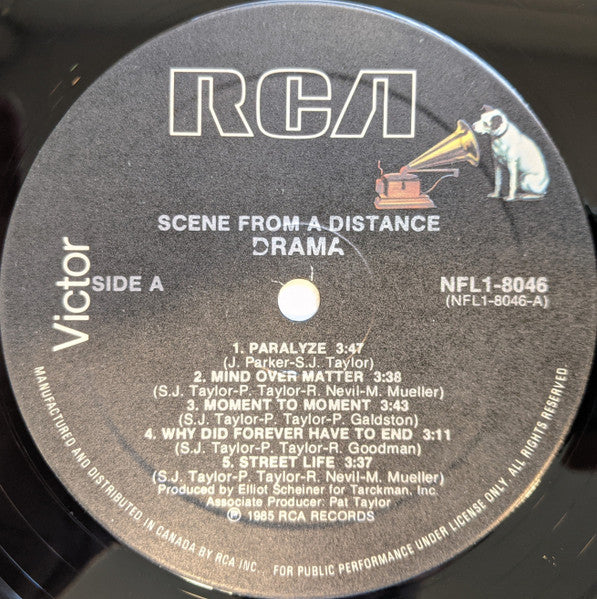 RCA
SCENE FROM A DISTANCE
DRAMA
Victor
SIDE A
NFL1-8046
(NFL1-8046-A)
1. PARALYZE 3:47
(J. Parker-S.J. Taylor)
2. MIND OVER MATTER 3:38
(S.J. Taylor-P. Taylor-R. Nevil-M. Mueller)
3. MOMENT TO MOMENT 3:43
(S.J. Taylor-P. Taylor-P. Galdston)
4. WHY DID FOREVER HAVE TO END 3:11
(S.J. Taylor-P. Taylor-R. Goodman)
5. STREET LIFE 3:37
(S.J. Taylor-P. Taylor-R. Nevil-M. Mueller)
Produced by Elliot Scheiner for Tarckman, Inc.
Associate Producer: Pat Taylor
℗ 1985 RCA RECORDS
MANUFACTURED AND DISTRIBUTED IN CANADA BY RCA INC. FOR PUBLIC PERFORMANCE UNDER LICENSE ONLY. ALL RIGHTS RESERVED.